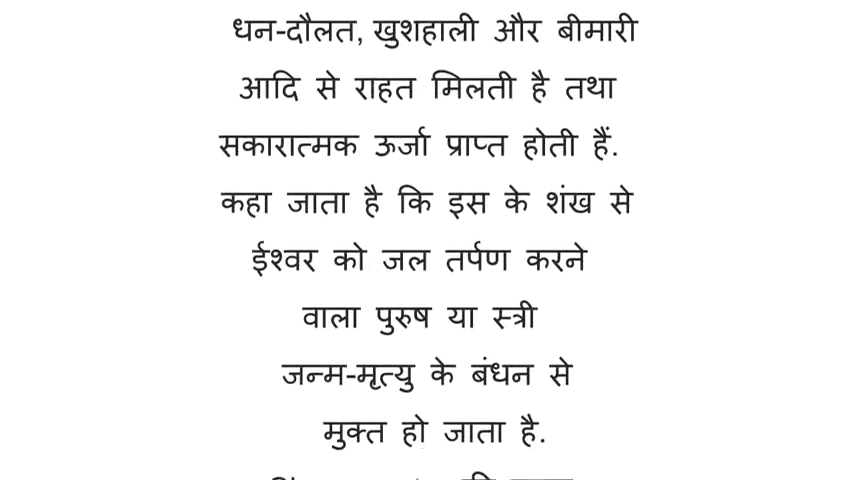 धन-दौलत, खुशहाली और बीमारी
आदि से राहत मिलती है तथा
सकारात्मक ऊर्जा प्राप्त होती हैं.
कहा जाता है कि इस के शंख से
ईश्वर को जल तर्पण करने
वाला पुरुष या स्त्री
जन्म-मृत्यु के बंधन से
मुक्त हो जाता है.